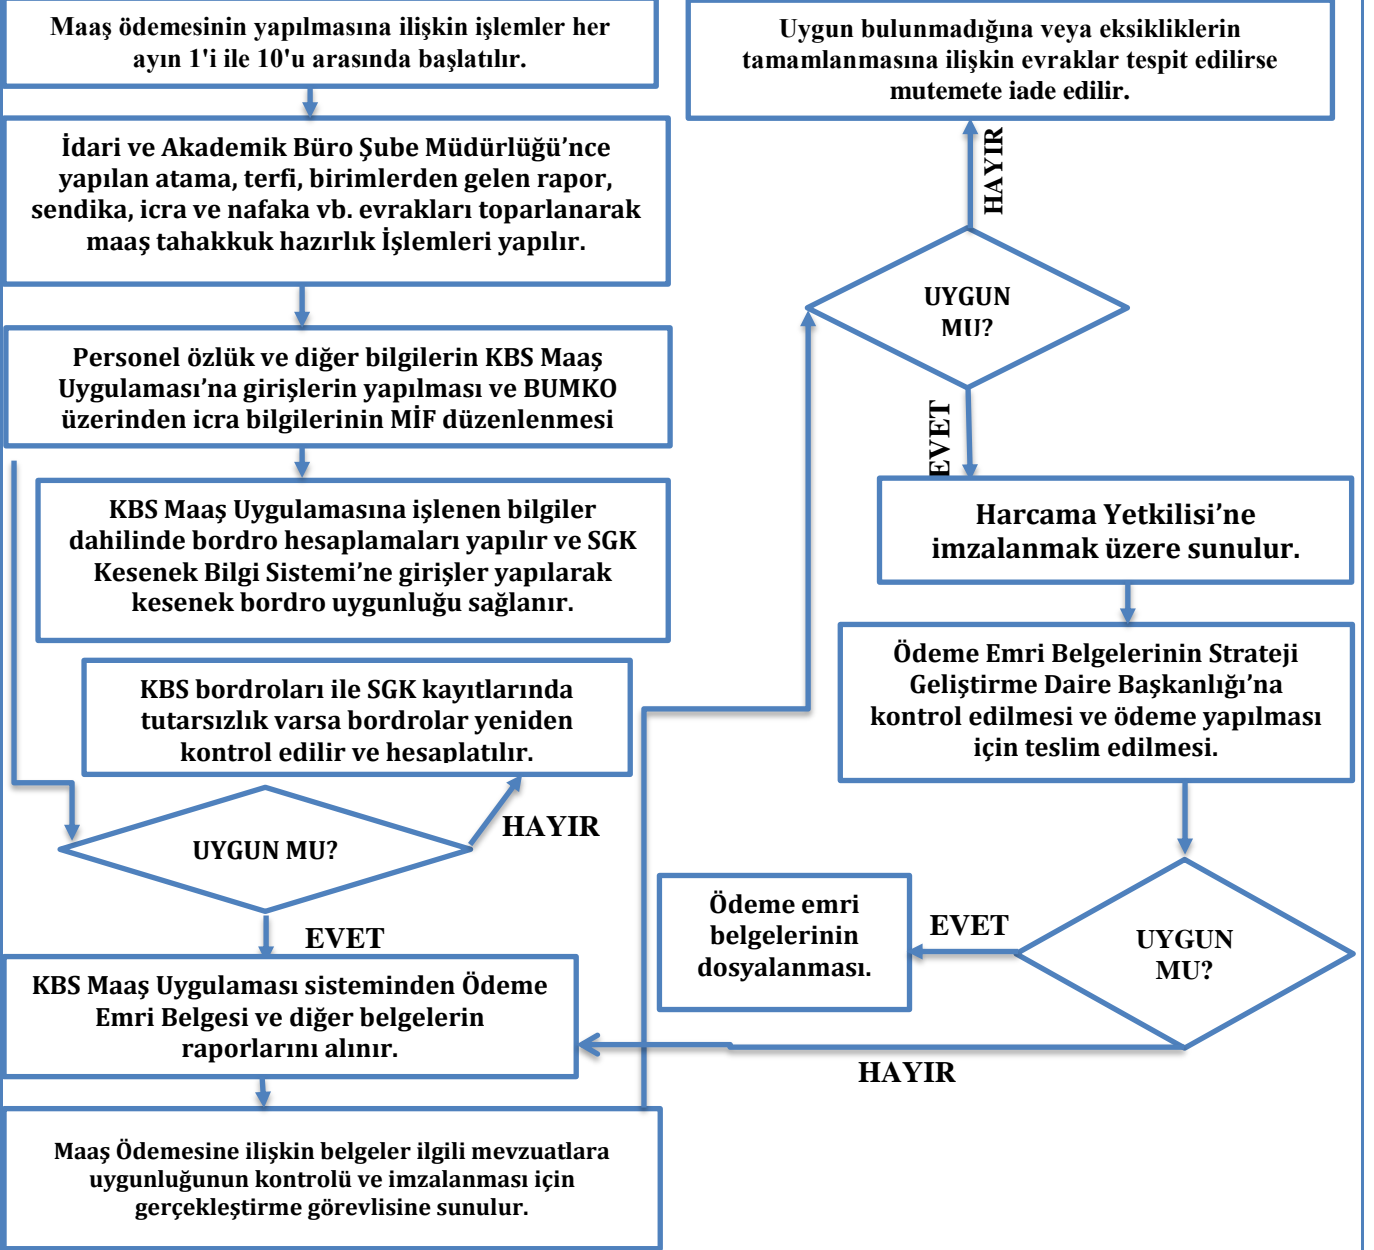 Maaş ödemesinin yapılmasına ilişkin işlemler her
ayın 1'i ile 10'u arasında başlatılır.
İdari ve Akademik Büro Şube Müdürlüğü’nce
yapılan atama, terfi, birimlerden gelen rapor,
sendika, icra ve nafaka vb. evrakları toparlanarak
maaş tahakkuk hazırlık İşlemleri yapılır.
Personel özlük ve diğer bilgilerin KBS Maaş
Uygulaması’na girişlerin yapılması ve BUMKO
üzerinden icra bilgilerinin MİF düzenlenmesi
KBS Maaş Uygulamasına işlenen bilgiler
dahilinde bordro hesaplamaları yapılır ve SGK
Kesenek Bilgi Sistemi’ne girişler yapılarak
kesenek bordro uygunluğu sağlanır.
KBS bordroları ile SGK kayıtlarında
tutarsızlık varsa bordrolar yeniden
kontrol edilir ve hesaplatılır.
HAYIR
UYGUN MU?
EVET
KBS Maaş Uygulaması sisteminden Ödeme
Emri Belgesi ve diğer belgelerin
raporlarını alınır.
Maaş Ödemesine ilişkin belgeler ilgili mevzuatlara
uygunluğunun kontrolü ve imzalanması için
gerçekleştirme görevlisine sunulur.
Uygun bulunmadığına veya eksikliklerin
tamamlanmasına ilişkin evraklar tespit edilirse
mutemete iade edilir.
HAYIR
UYGUN
MU?
EVET
Harcama Yetkilisi’ne
imzalanmak üzere sunulur.
Ödeme Emri Belgelerinin Strateji
Geliştirme Daire Başkanlığı’na
kontrol edilmesi ve ödeme yapılması
için teslim edilmesi.
Ödeme emri
belgelerinin
dosyalanması.
EVET
UYGUN
MU?
HAYIR